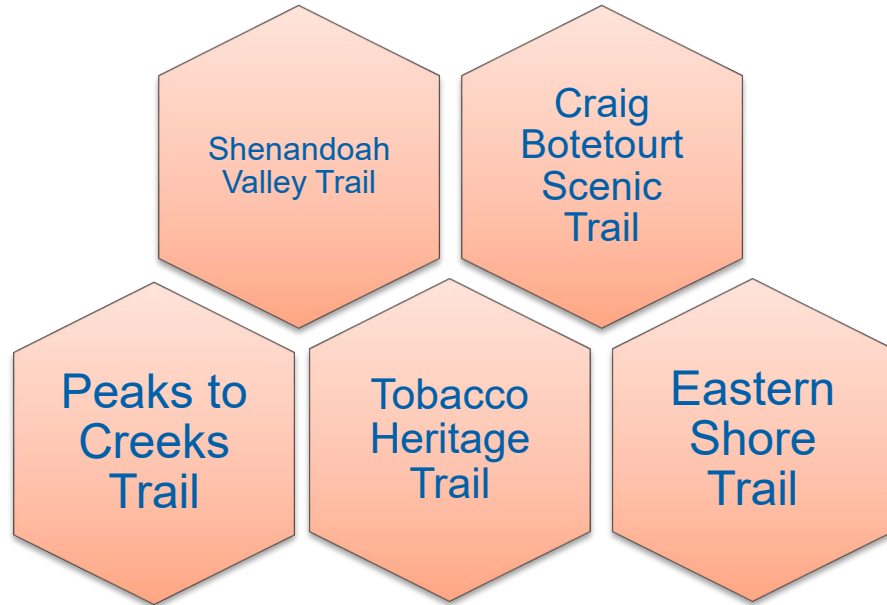 Shenandoah
Valley Trail
Craig
Botetourt
Scenic
Trail
Peaks to
Creeks
Trail
Tobacco
Heritage
Trail
Eastern
Shore
Trail